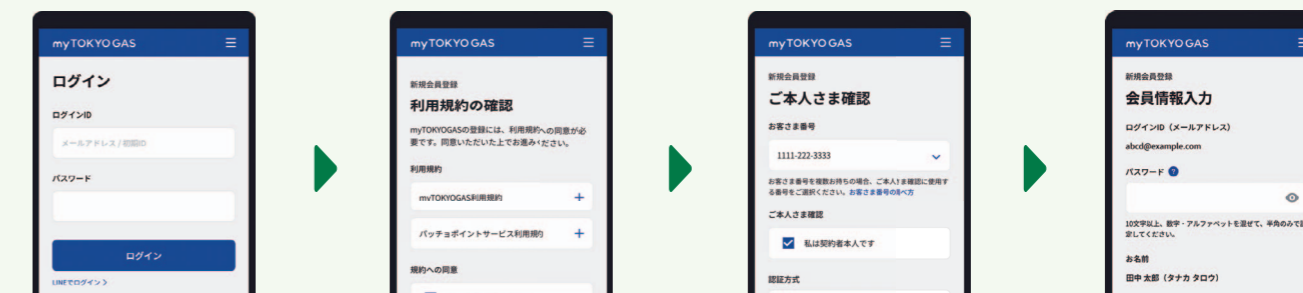 myTOKYOGAS
ログイン
ログインID
メールアドレス / 初回ID
パスワード
ログイン
LINEでログイン >
myTOKYOGAS
新規会員登録
利用規約の確認
myTOKYOGASの登録には、利用規約への同意が必
要です。同意いただいた上でお進みください。
利用規約
myTOKYOGAS利用規約
パッチョポイントサービス利用規約
規約への同意
myTOKYOGAS
新規会員登録
ご本人さま確認
お客さま番号
1111-222-3333
お客さま番号を複数お持ちの場合、ご本人さま確認に使用す
る番号をご選択ください。お客さま番号の調べ方
ご本人さま確認
私は契約者本人です
認証方式
myTOKYOGAS
新規会員登録
会員情報入力
ログインID（メールアドレス）
abcd@example.com
パスワード ?
10文字以上、数字・アルファベットを混ぜて、半角のみで設
定してください。
お名前
田中 太郎（タナカ タロウ）